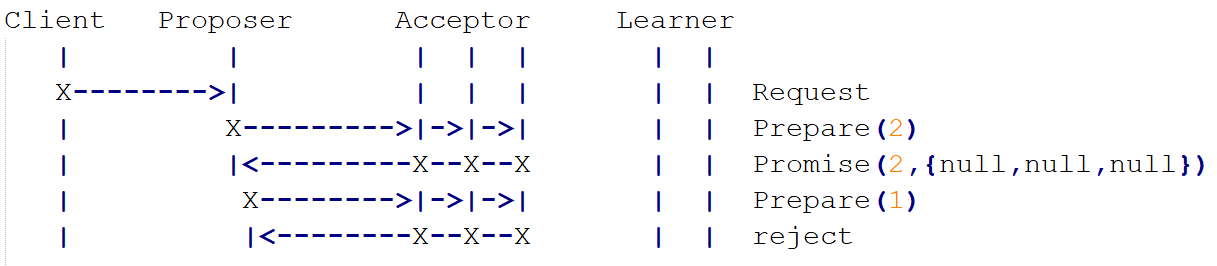 Client   Proposer      Acceptor     Learner
   |          |          |  |  |       |  |
   X--------->|          |  |  |       |  |  Request
   |          X--------->|->|->|       |  |  Prepare(2)
   |          |<---------X--X--X       |  |  Promise(2,{null,null,null})
   |           X-------->|->|->|       |  |  Prepare(1)
   |           |<--------X--X--X       |  |  reject